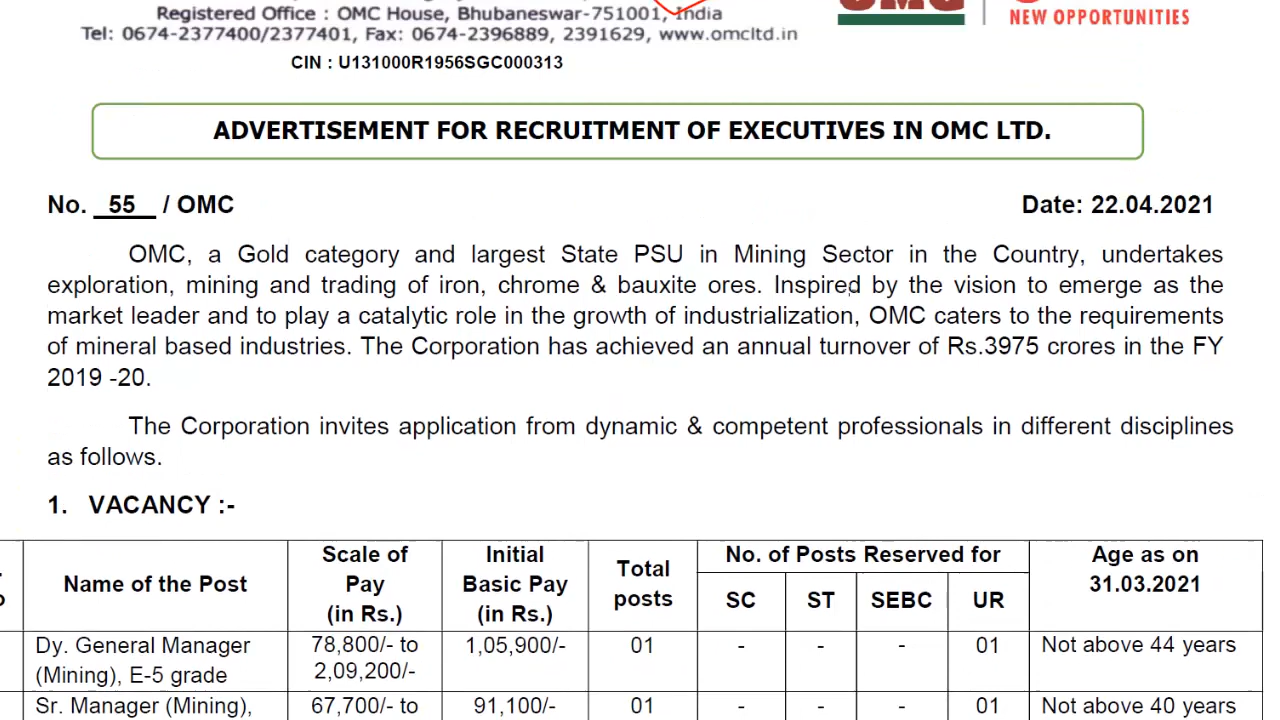 Registered Office : OMC House, Bhubaneswar-751001, India
Tel: 0674-2377400/2377401, Fax: 0674-2396889, 2391629, www.omcltd.in
CIN : U131000R1956SGC000313
OMC
NEW OPPORTUNITIES
ADVERTISEMENT FOR RECRUITMENT OF EXECUTIVES IN OMC LTD.
No. 55 / OMC Date: 22.04.2021
OMC, a Gold category and largest State PSU in Mining Sector in the Country, undertakes
exploration, mining and trading of iron, chrome & bauxite ores. Inspired by the vision to emerge as the
market leader and to play a catalytic role in the growth of industrialization, OMC caters to the requirements
of mineral based industries. The Corporation has achieved an annual turnover of Rs.3975 crores in the FY
2019 -20.
The Corporation invites application from dynamic & competent professionals in different disciplines
as follows.
1. VACANCY :-
Name of the Post Scale of Pay (in Rs.) Initial Basic Pay (in Rs.) Total posts No. of Posts Reserved for Age as on 31.03.2021
SC ST SEBC UR
Dy. General Manager 78,800/- to 1,05,900/- 01 - - - 01 Not above 44 years
(Mining), E-5 grade 2,09,200/-
Sr. Manager (Mining), 67,700/- to 91,100/- 01 - - - 01 Not above 40 years